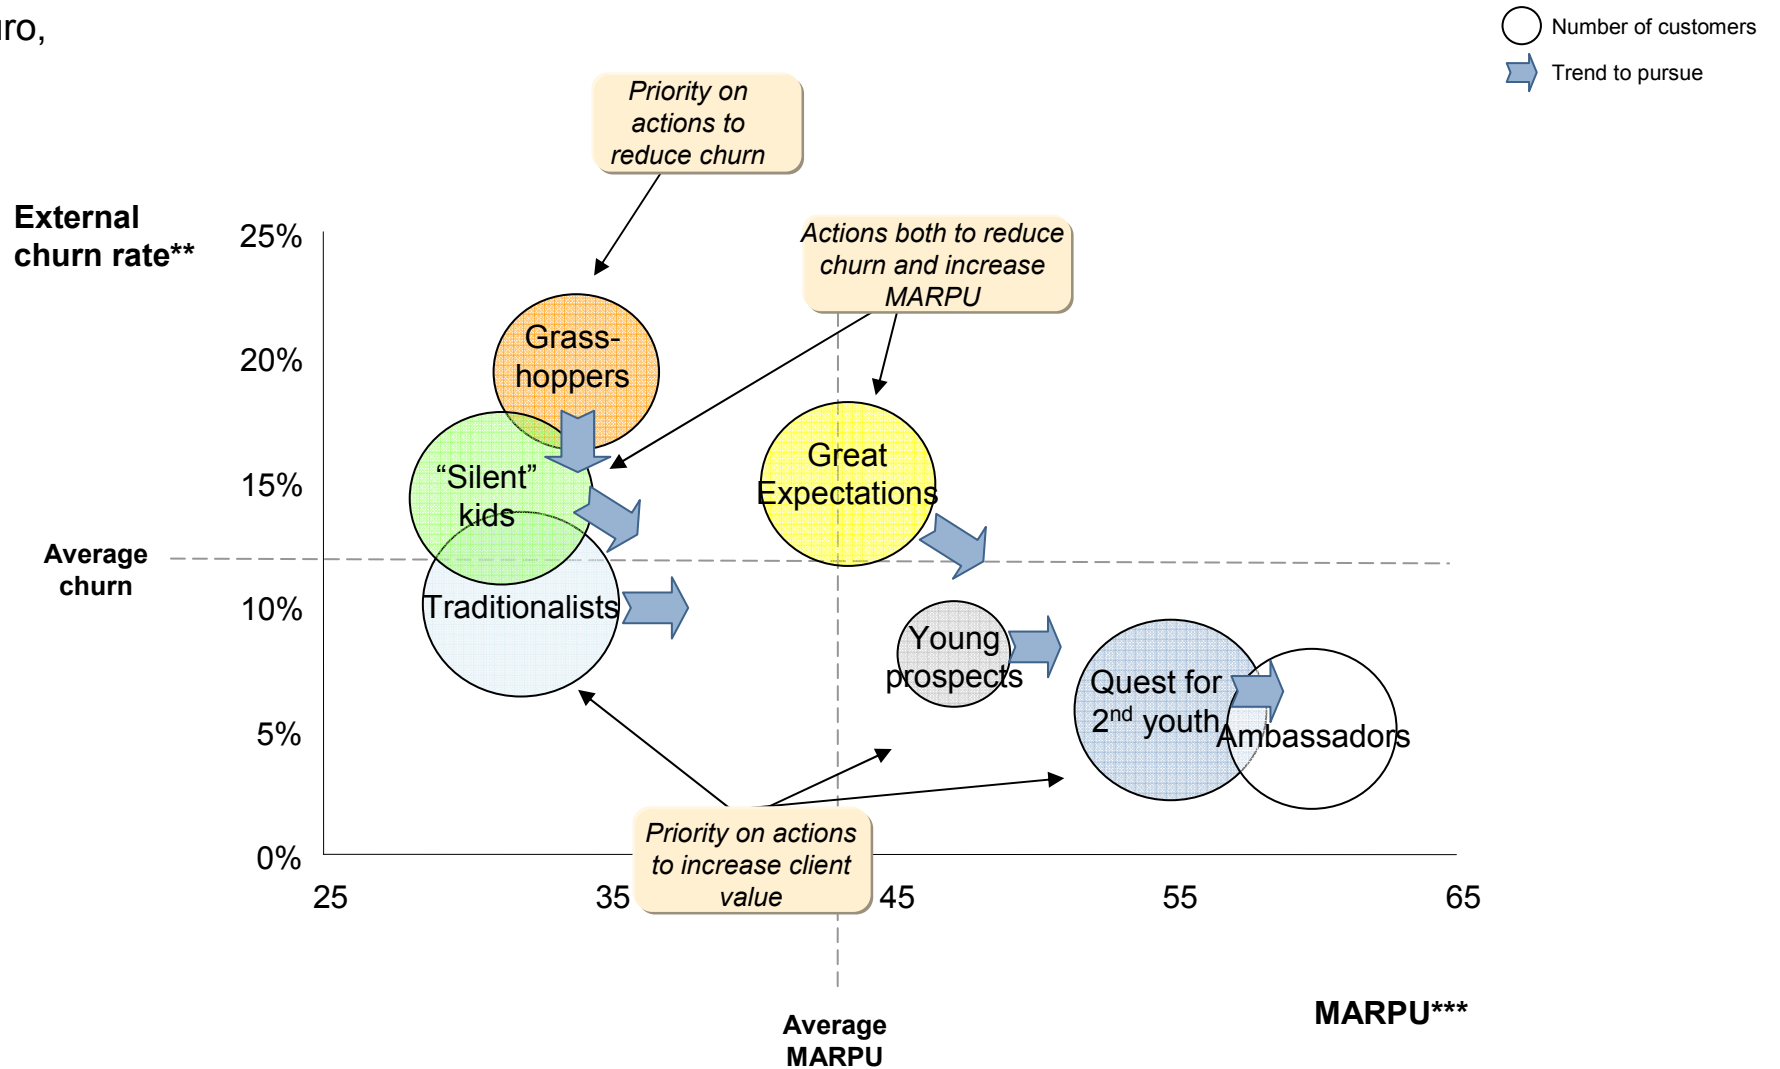 Number of customers
Trend to pursue
Priority on
actions to
reduce churn
External
churn rate**
25%
20%
15%
10%
5%
0%
Actions both to reduce
churn and increase
MARPU
Grass-
hoppers
"Silent"
kids
Great
Expectations
Average
churn
Traditionalists
Young
prospects
Quest for
2nd youth
Ambassadors
Priority on actions
to increase client
value
25
35
45
55
65
Average
MARPU
MARPU***